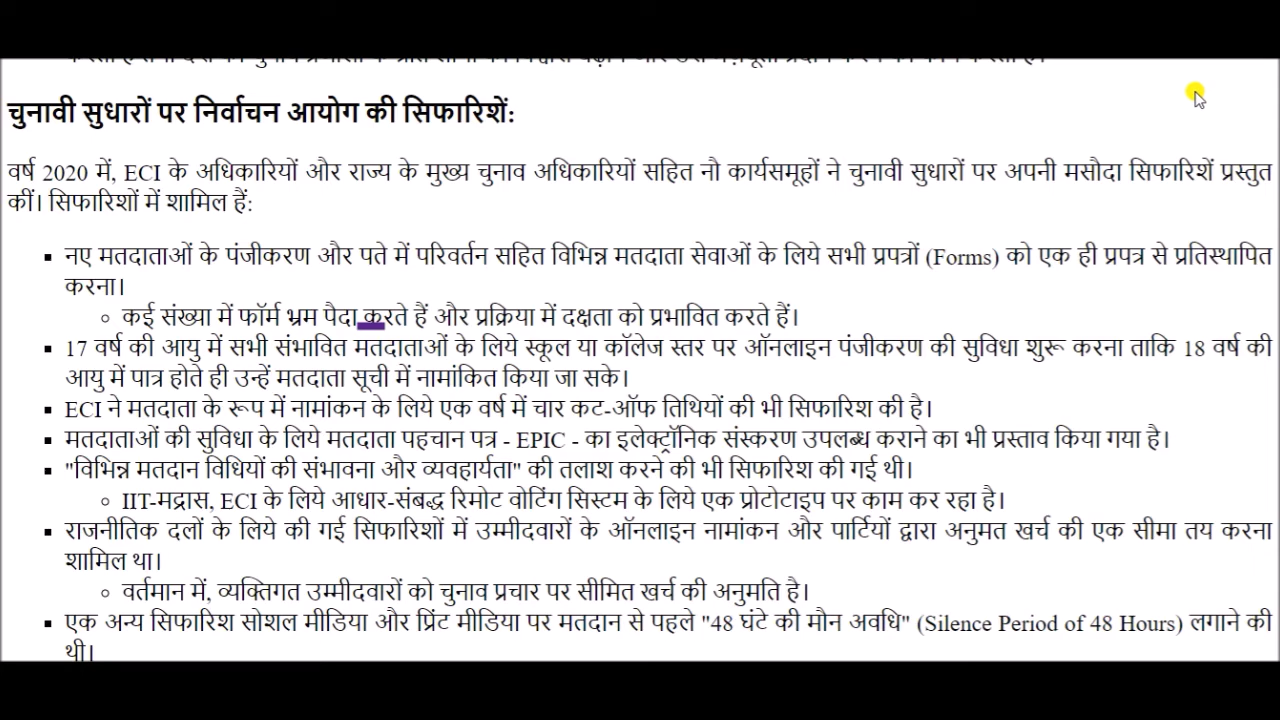 चुनावी सुधारों पर निर्वाचन आयोग की सिफारिशें:
वर्ष 2020 में, ECI के अधिकारियों और राज्य के मुख्य चुनाव अधिकारियों सहित नौ कार्यसमूहों ने चुनावी सुधारों पर अपनी मसौदा सिफारिशें प्रस्तुत
कीं। सिफारिशों में शामिल हैं:
▪ नए मतदाताओं के पंजीकरण और पते में परिवर्तन सहित विभिन्न मतदाता सेवाओं के लिये सभी प्रपत्रों (Forms) को एक ही प्रपत्र से प्रतिस्थापित
करना।
○ कई संख्या में फॉर्म भ्रम पैदा करते हैं और प्रक्रिया में दक्षता को प्रभावित करते हैं।
▪ 17 वर्ष की आयु में सभी संभावित मतदाताओं के लिये स्कूल या कॉलेज स्तर पर ऑनलाइन पंजीकरण की सुविधा शुरू करना ताकि 18 वर्ष की
आयु में पात्र होते ही उन्हें मतदाता सूची में नामांकित किया जा सके।
▪ ECI ने मतदाता के रूप में नामांकन के लिये एक वर्ष में चार कट-ऑफ तिथियों की भी सिफारिश की है।
▪ मतदाताओं की सुविधा के लिये मतदाता पहचान पत्र - EPIC - का इलेक्ट्रॉनिक संस्करण उपलब्ध कराने का भी प्रस्ताव किया गया है।
▪ "विभिन्न मतदान विधियों की संभावना और व्यवहार्यता" की तलाश करने की भी सिफारिश की गई थी।
○ IIT-मद्रास, ECI के लिये आधार-संबद्ध रिमोट वोटिंग सिस्टम के लिये एक प्रोटोटाइप पर काम कर रहा है।
▪ राजनीतिक दलों के लिये की गई सिफारिशों में उम्मीदवारों के ऑनलाइन नामांकन और पार्टियों द्वारा अनुमत खर्च की एक सीमा तय करना
शामिल था।
○ वर्तमान में, व्यक्तिगत उम्मीदवारों को चुनाव प्रचार पर सीमित खर्च की अनुमति है।
▪ एक अन्य सिफारिश सोशल मीडिया और प्रिंट मीडिया पर मतदान से पहले "48 घंटे की मौन अवधि" (Silence Period of 48 Hours) लगाने की
थी।